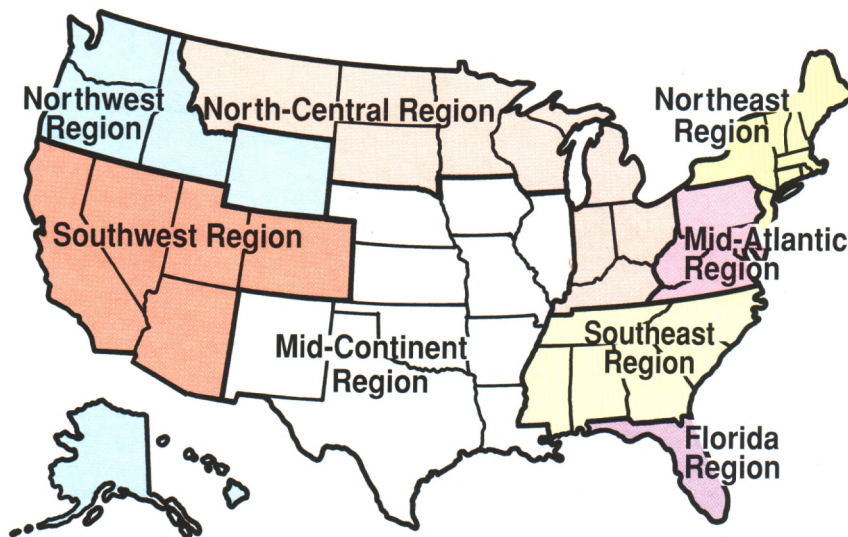 Northwest
Region
North-Central Region
Northeast
Region
Southwest Region
Mid-Atlantic
Region
Mid-Continent
Region
Southeast
Region
Florida
Region